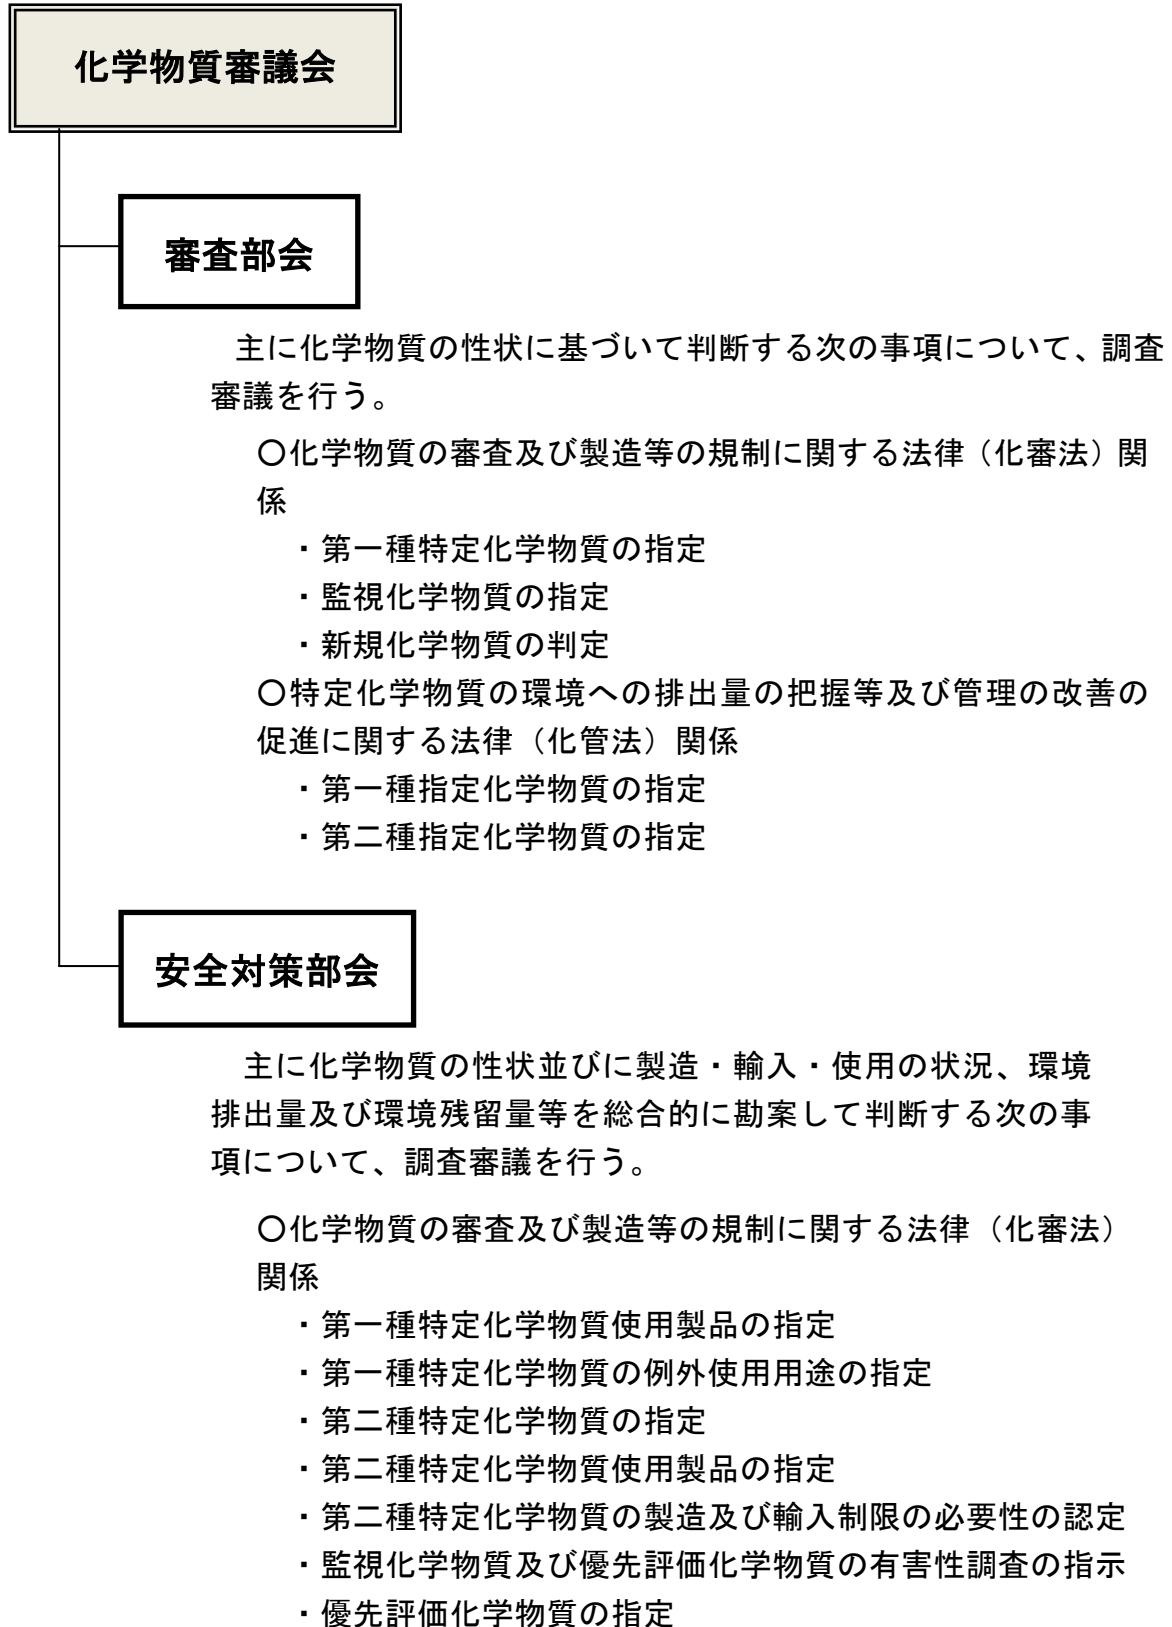 化学物質審議会
審査部会
主に化学物質の性状に基づいて判断する次の事項について、調査
審議を行う。
○化学物質の審査及び製造等の規制に関する法律（化審法）関
係
・第一種特定化学物質の指定
・監視化学物質の指定
・新規化学物質の判定
○特定化学物質の環境への排出量の把握等及び管理の改善の
促進に関する法律（化管法）関係
・第一種指定化学物質の指定
・第二種指定化学物質の指定
安全対策部会
主に化学物質の性状並びに製造・輸入・使用の状況、環境
排出量及び環境残留量等を総合的に勘案して判断する次の事
項について、調査審議を行う。
○化学物質の審査及び製造等の規制に関する法律（化審法）
関係
・第一種特定化学物質使用製品の指定
・第一種特定化学物質の例外使用用途の指定
・第二種特定化学物質の指定
・第二種特定化学物質使用製品の指定
・第二種特定化学物質の製造及び輸入制限の必要性の認定
・監視化学物質及び優先評価化学物質の有害性調査の指示
・優先評価化学物質の指定